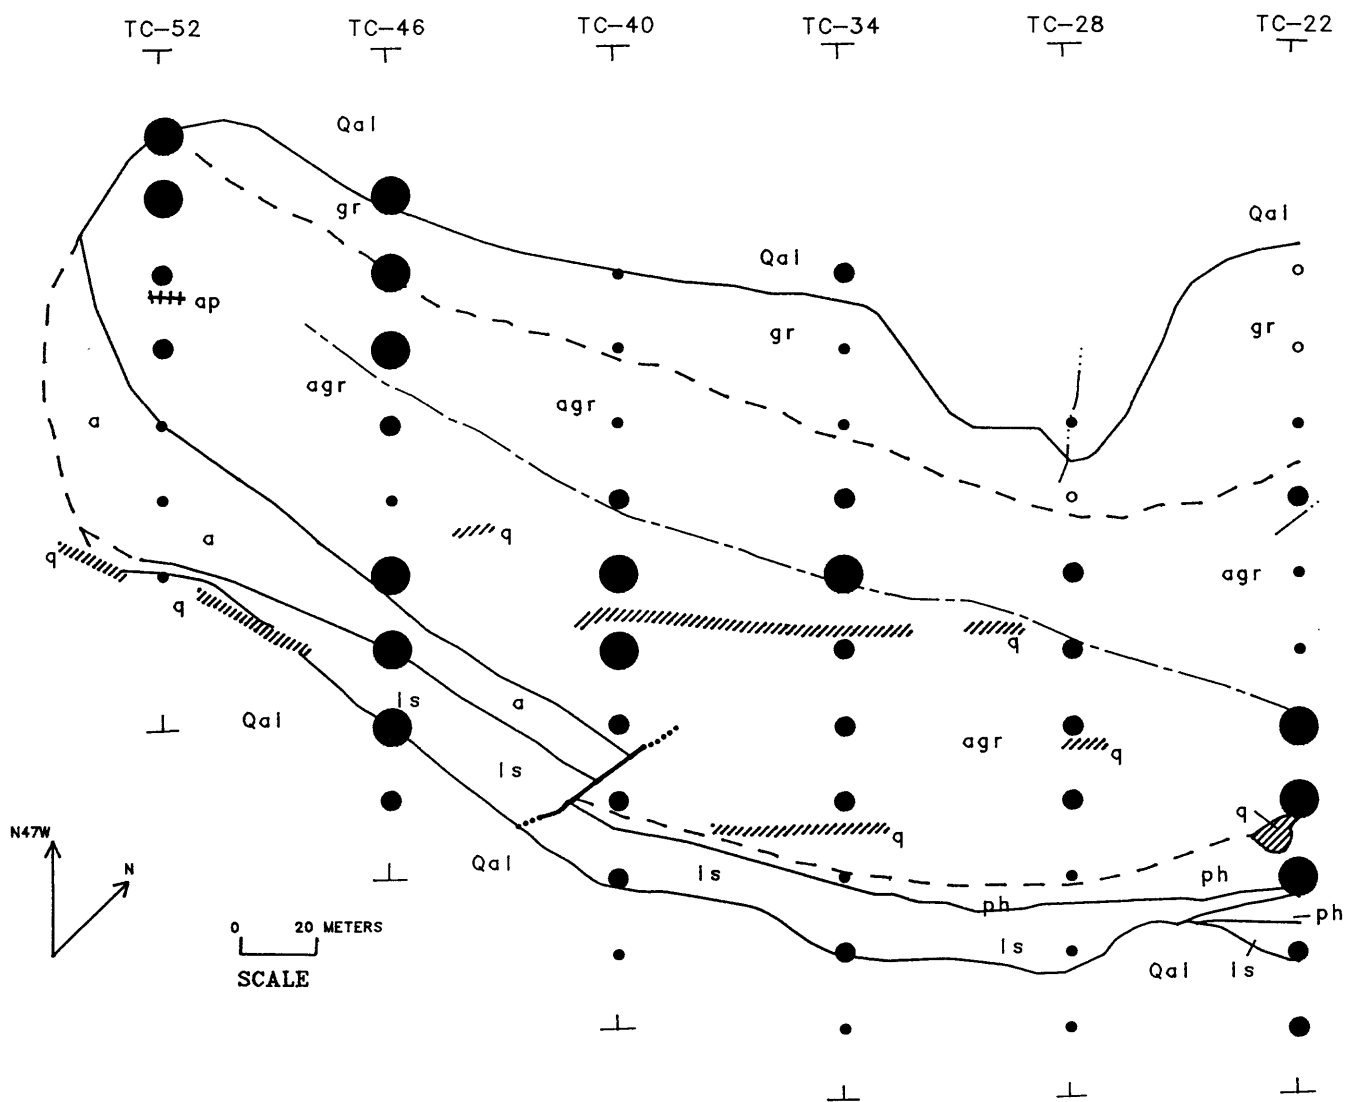 TC-52 TC-46 TC-40 TC-34 TC-28 TC-22
Qal
gr
Qal
Qal
gr
gr
ap
agr
agr
a
a
q
agr
q
q
q
ls
a
Qal
agr
q
ls
q
q
Qal
ls
ph
ph
ph
ls
Qal
ls
N47W
N
0 20 METERS
SCALE